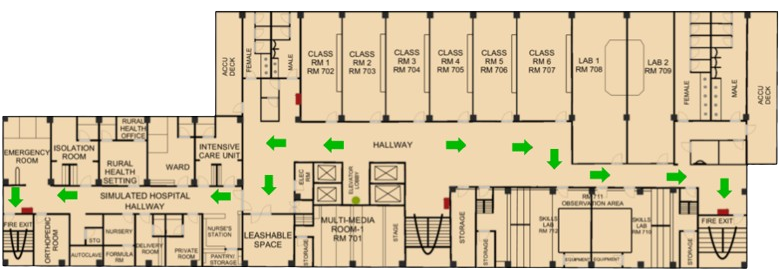 ACCU
DECK
FEMALE
MALE
CLASS
RM 1
RM 702
CLASS
RM 2
RM 703
CLASS
RM 3
RM 704
CLASS
RM 4
RM 705
CLASS
RM 5
RM 706
CLASS
RM 6
RM 707
LAB 1
RM 708
LAB 2
RM 709
FEMALE
MALE
ACCU
DECK
EMERGENCY
ROOM
ISOLATION
ROOM
RURAL
HEALTH
OFFICE
RURAL
HEALTH
SETTING
WARD
INTENSIVE
CARE UNIT
HALLWAY
ELEC
RM
ELEVATOR
LOBBY
SIMULATED HOSPITAL
HALLWAY
FIRE EXIT
ORTHOPEDIC
ROOM
STG
AUTOCLAVE
NURSERY
FORMULA
RM
DELIVERY
ROOM
PRIVATE
ROOM
NURSE'S
STATION
PANTRY/
STORAGE
LEASHABLE
SPACE
STORAGE
MULTI-MEDIA
ROOM-1
RM 701
STAGE
STORAGE
STORAGE
RM 711
OBSERVATION AREA
SKILLS
LAB
RM 712
EQUIPMENT
EQUIPMENT
SKILLS
LAB
RM 710
STORAGE
FIRE EXIT